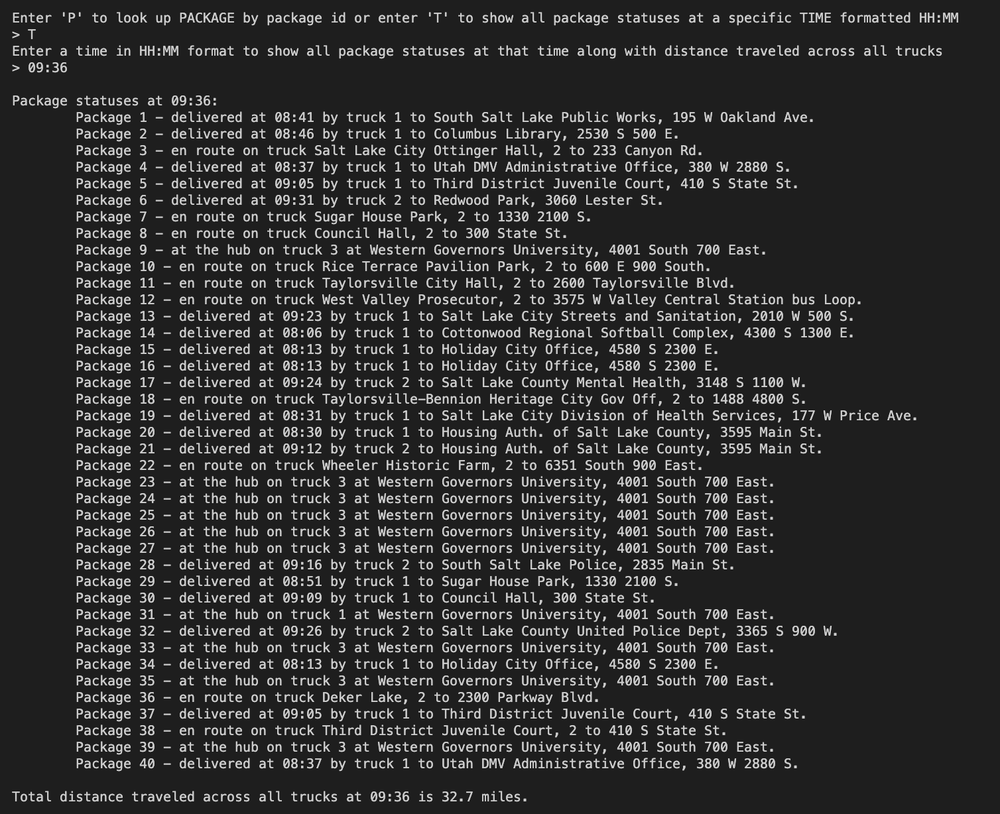 Enter 'P' to look up PACKAGE by package id or enter 'T' to show all package statuses at a specific TIME formatted HH:MM
> T
Enter a time in HH:MM format to show all package statuses at that time along with distance traveled across all trucks
> 09:36
Package statuses at 09:36:
Package 1 – delivered at 08:41 by truck 1 to South Salt Lake Public Works, 195 W Oakland Ave.
Package 2 – delivered at 08:46 by truck 1 to Columbus Library, 2530 S 500 E.
Package 3 – en route on truck Salt Lake City Ottinger Hall, 2 to 233 Canyon Rd.
Package 4 – delivered at 08:37 by truck 1 to Utah DMV Administrative Office, 380 W 2880 S.
Package 5 – delivered at 09:05 by truck 1 to Third District Juvenile Court, 410 S State St.
Package 6 – delivered at 09:31 by truck 2 to Redwood Park, 3060 Lester St.
Package 7 – en route on truck Sugar House Park, 2 to 1330 2100 S.
Package 8 – en route on truck Council Hall, 2 to 300 State St.
Package 9 – at the hub on truck 3 at Western Governors University, 4001 South 700 East.
Package 10 – en route on truck Rice Terrace Pavilion Park, 2 to 600 E 900 South.
Package 11 – en route on truck Taylorsville City Hall, 2 to 2600 Taylorsville Blvd.
Package 12 – en route on truck West Valley Prosecutor, 2 to 3575 W Valley Central Station bus Loop.
Package 13 – delivered at 09:23 by truck 1 to Salt Lake City Streets and Sanitation, 2010 W 500 S.
Package 14 – delivered at 08:06 by truck 1 to Cottonwood Regional Softball Complex, 4300 S 1300 E.
Package 15 – delivered at 08:13 by truck 1 to Holiday City Office, 4580 S 2300 E.
Package 16 – delivered at 08:13 by truck 1 to Holiday City Office, 4580 S 2300 E.
Package 17 – delivered at 09:24 by truck 2 to Salt Lake County Mental Health, 3148 S 1100 W.
Package 18 – en route on truck Taylorsville–Bennion Heritage City Gov Off, 2 to 1488 4800 S.
Package 19 – delivered at 08:31 by truck 1 to Salt Lake City Division of Health Services, 177 W Price Ave.
Package 20 – delivered at 08:30 by truck 1 to Housing Auth. of Salt Lake County, 3595 Main St.
Package 21 – delivered at 09:12 by truck 2 to Housing Auth. of Salt Lake County, 3595 Main St.
Package 22 – en route on truck Wheeler Historic Farm, 2 to 6351 South 900 East.
Package 23 – at the hub on truck 3 at Western Governors University, 4001 South 700 East.
Package 24 – at the hub on truck 3 at Western Governors University, 4001 South 700 East.
Package 25 – at the hub on truck 3 at Western Governors University, 4001 South 700 East.
Package 26 – at the hub on truck 3 at Western Governors University, 4001 South 700 East.
Package 27 – at the hub on truck 3 at Western Governors University, 4001 South 700 East.
Package 28 – delivered at 09:16 by truck 2 to South Salt Lake Police, 2835 Main St.
Package 29 – delivered at 08:51 by truck 1 to Sugar House Park, 1330 2100 S.
Package 30 – delivered at 09:09 by truck 1 to Council Hall, 300 State St.
Package 31 – at the hub on truck 1 at Western Governors University, 4001 South 700 East.
Package 32 – delivered at 09:26 by truck 2 to Salt Lake County United Police Dept, 3365 S 900 W.
Package 33 – at the hub on truck 3 at Western Governors University, 4001 South 700 East.
Package 34 – delivered at 08:13 by truck 1 to Holiday City Office, 4580 S 2300 E.
Package 35 – at the hub on truck 3 at Western Governors University, 4001 South 700 East.
Package 36 – en route on truck Deker Lake, 2 to 2300 Parkway Blvd.
Package 37 – delivered at 09:05 by truck 1 to Third District Juvenile Court, 410 S State St.
Package 38 – en route on truck Third District Juvenile Court, 2 to 410 S State St.
Package 39 – at the hub on truck 3 at Western Governors University, 4001 South 700 East.
Package 40 – delivered at 08:37 by truck 1 to Utah DMV Administrative Office, 380 W 2880 S.
Total distance traveled across all trucks at 09:36 is 32.7 miles.